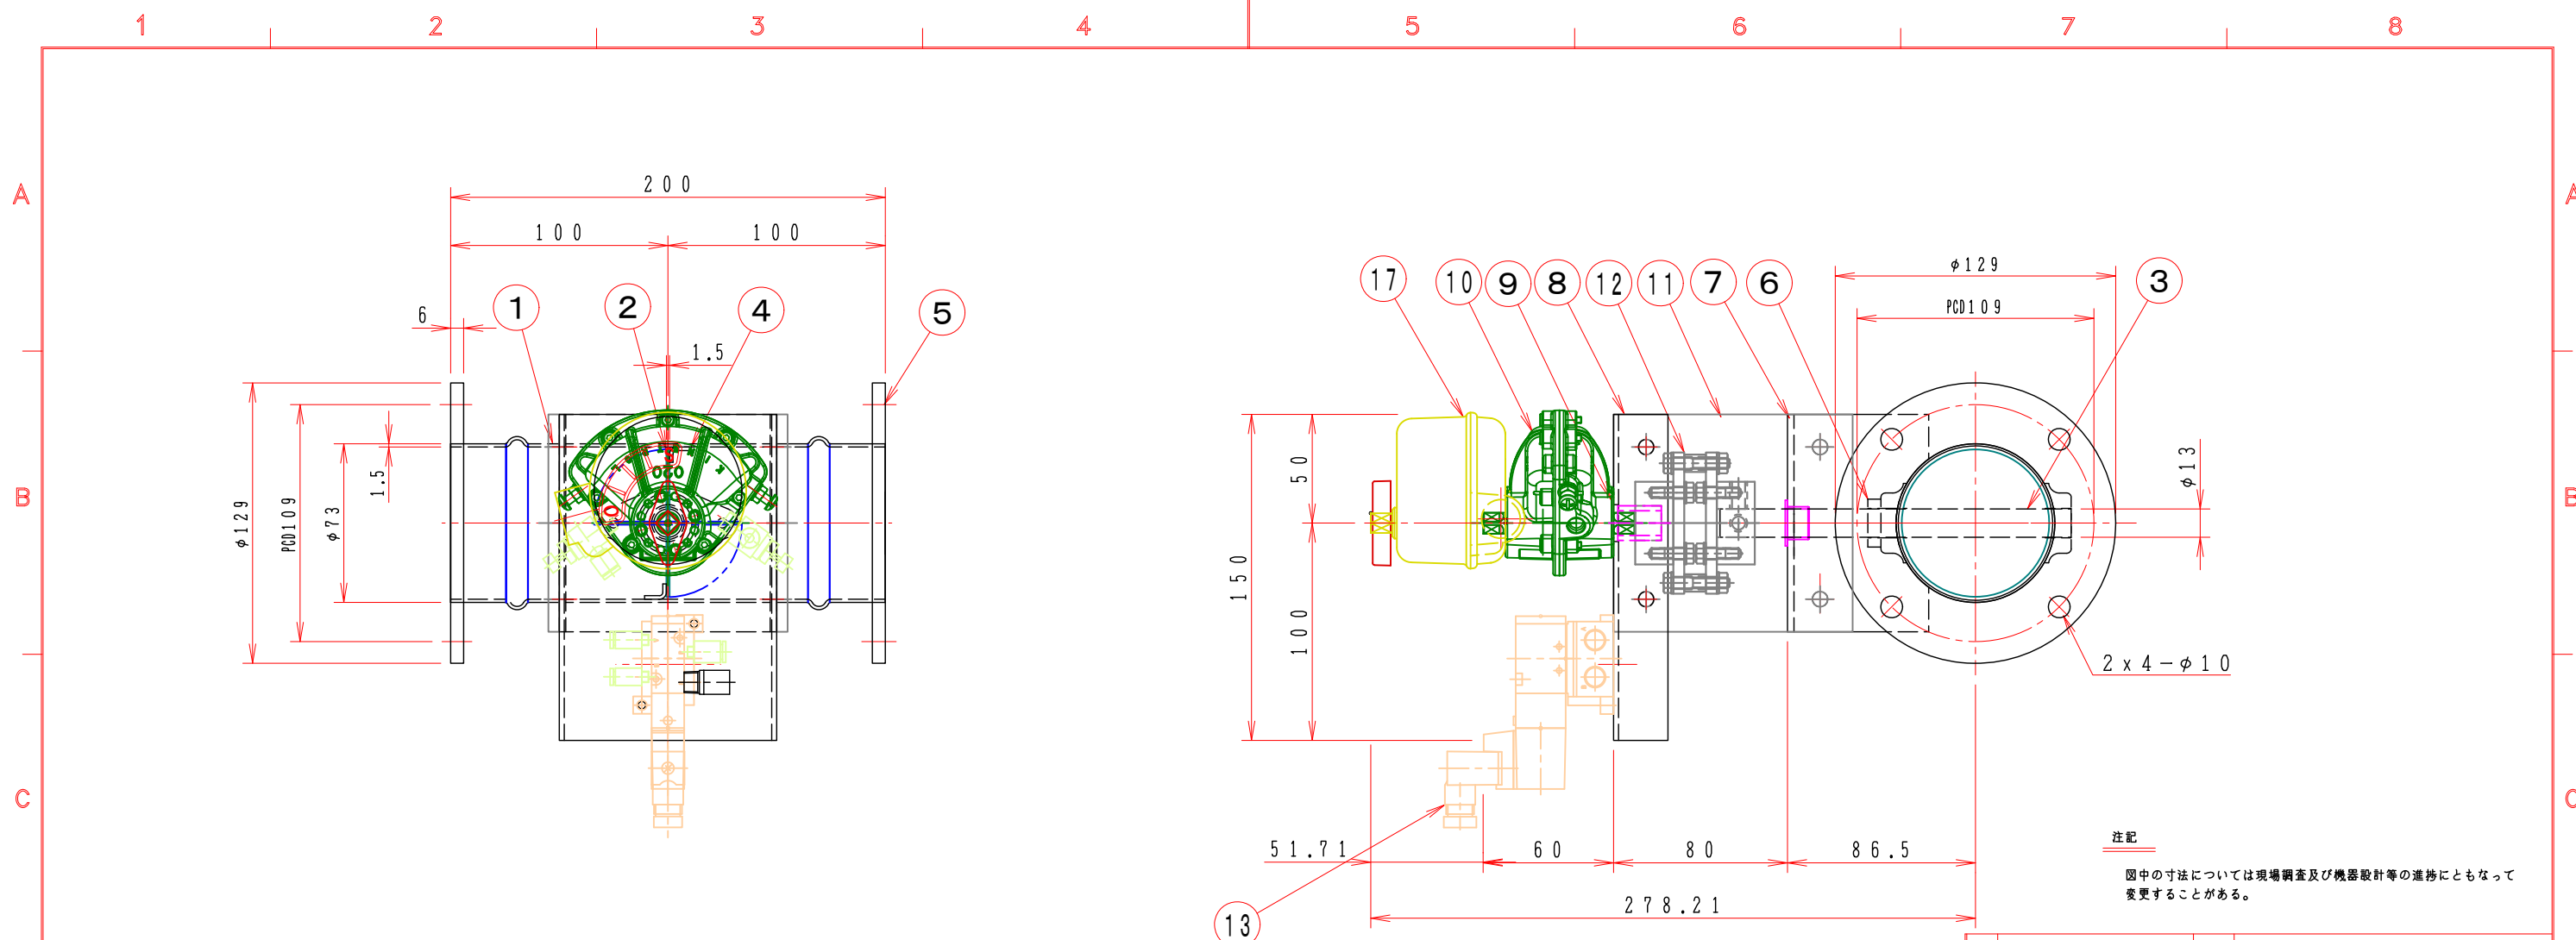 1 2 3 4 5 6 7 8
A A
200
100 100
17 10 9 8 12 11 7 6 φ129 3
6 1 2 4 5
PCD109
1.5
B B
φ129 PCD109 φ73 1.5
150 50 100
φ13
2x4-φ10
C C
51.71 60 80 86.5
278.21
13
注記
図中の寸法については現場調査及び機器設計等の進捗にともなって
変更することがある。